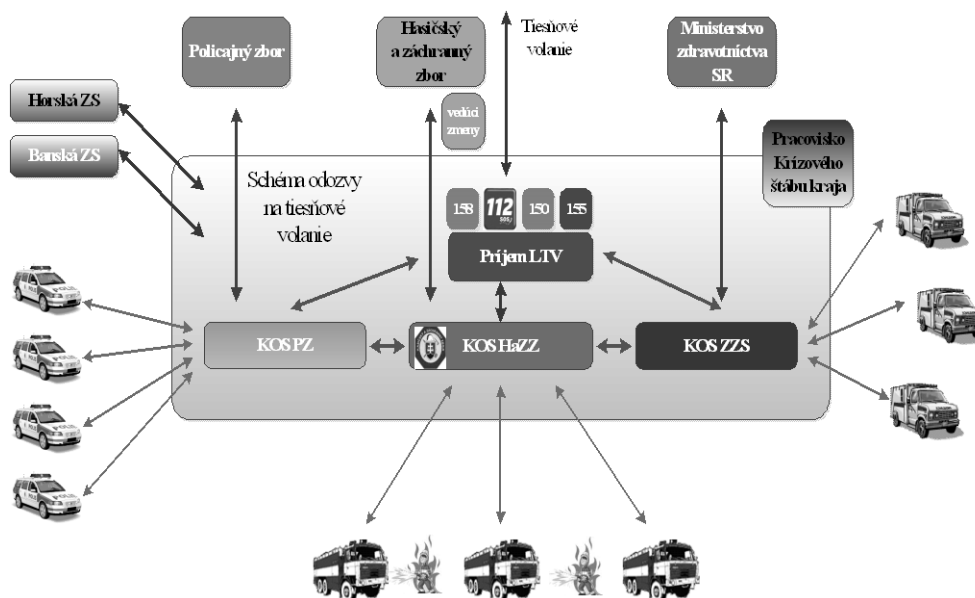 Policajný zbor
Hasičský
a záchranný
zbor
vedúci
zmeny
Tiesňové
volanie
Ministerstvo
zdravotníctva
SR
Horská ZS
Banská ZS
Pracovisko
Krízového
štábu kraja
Schéma odozvy
na tiesňové
volanie
158
112
150
155
Príjem LTV
KOS PZ
KOS HaZZ
KOS ZZS